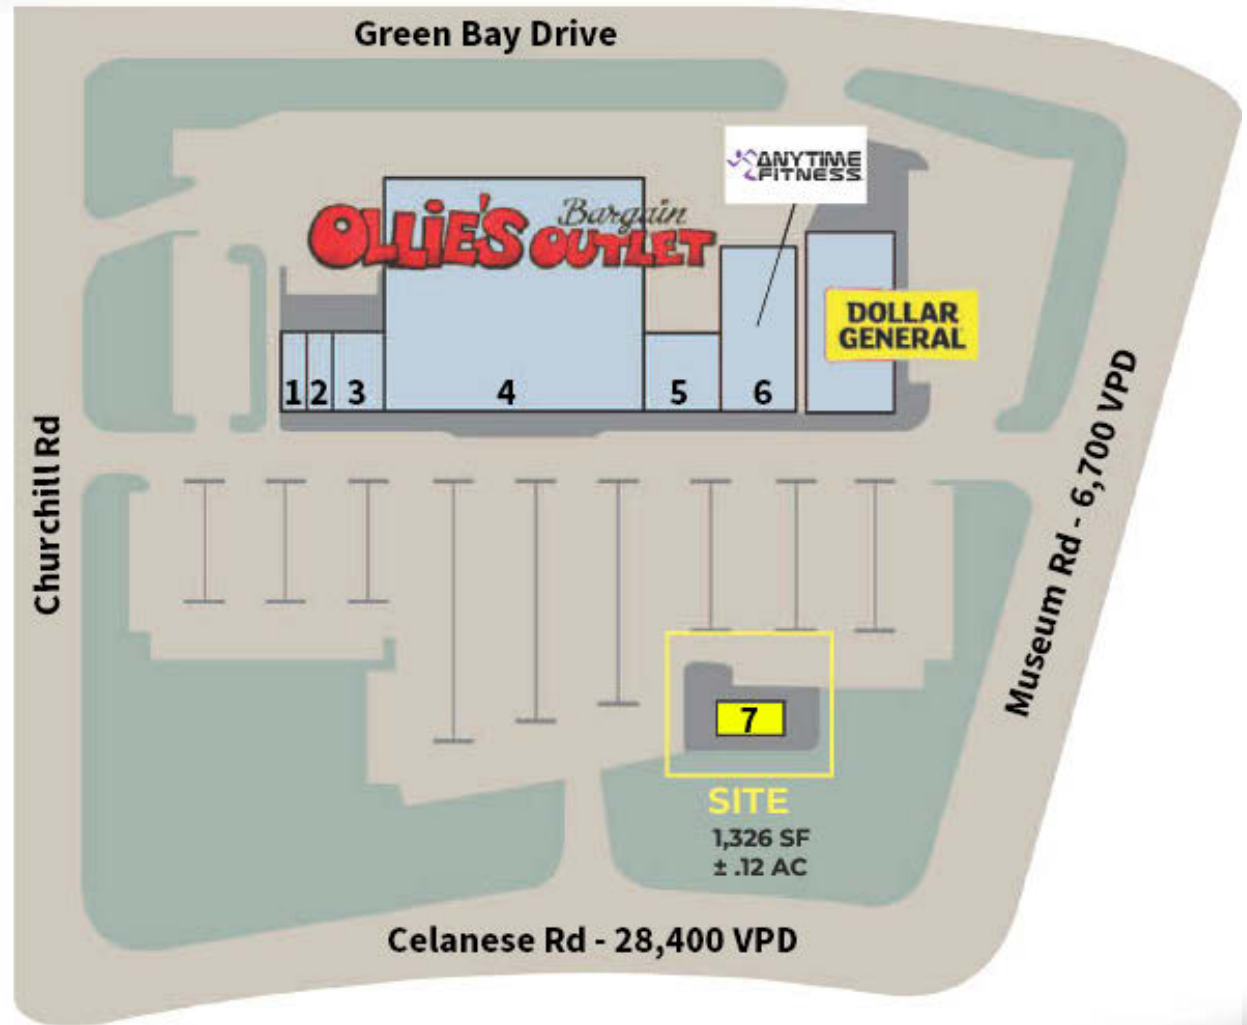 Green Bay Drive
ANYTIME
FITNESS
OLLIE'S Bargain
OUTLET
DOLLAR
GENERAL
1 2 3 4 5 6
Churchill Rd
Museum Rd - 6,700 VPD
7
SITE
1,326 SF
± .12 AC
Celanese Rd - 28,400 VPD